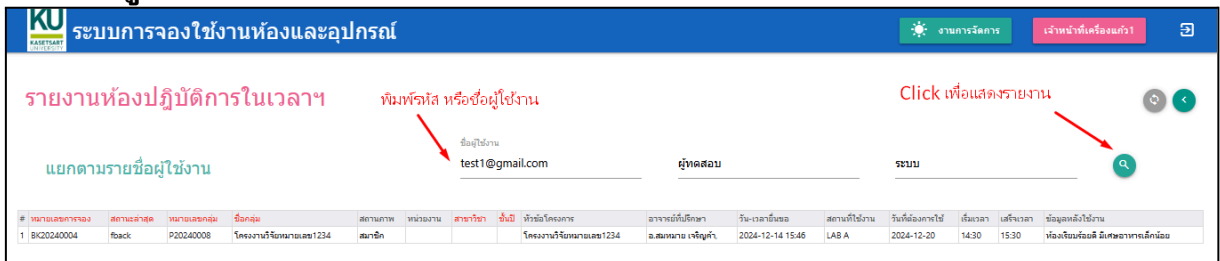 KU
KASETSART
UNIVERSITY
ระบบการจองใช้งานห้องและอุปกรณ์
งานการจัดการ
เจ้าหน้าที่เครื่องแก้ว1
รายงานห้องปฎิบัติการในเวลาฯ
พิมพ์รหัส หรือชื่อผู้ใช้งาน
Click เพื่อแสดงรายงาน
ชื่อผู้ใช้งาน
แยกตามรายชื่อผู้ใช้งาน
test1@gmail.com
ผู้ทดสอบ
ระบบ
# หมายเลขการจอง สถานะล่าสุด หมายเลขกลุ่ม ชื่อกลุ่ม สถานภาพ หน่วยงาน สาขาวิชา ชั้นปี หัวข้อโครงการ อาจารย์ที่ปรึกษา วัน-เวลายื่นขอ สถานที่ใช้งาน วันที่ต้องการใช้ เริ่มเวลา เสร็จเวลา ข้อมูลหลังใช้งาน
1 BK20240004 fback P20240008 โครงงานวิจัยหมายเลข1234 สมาชิก โครงงานวิจัยหมายเลข1234 อ.สมหมาย เจริญคำ, 2024-12-14 15:46 LAB A 2024-12-20 14:30 15:30 ห้องเรียบร้อยดี มีเศษอาหารเล็กน้อย